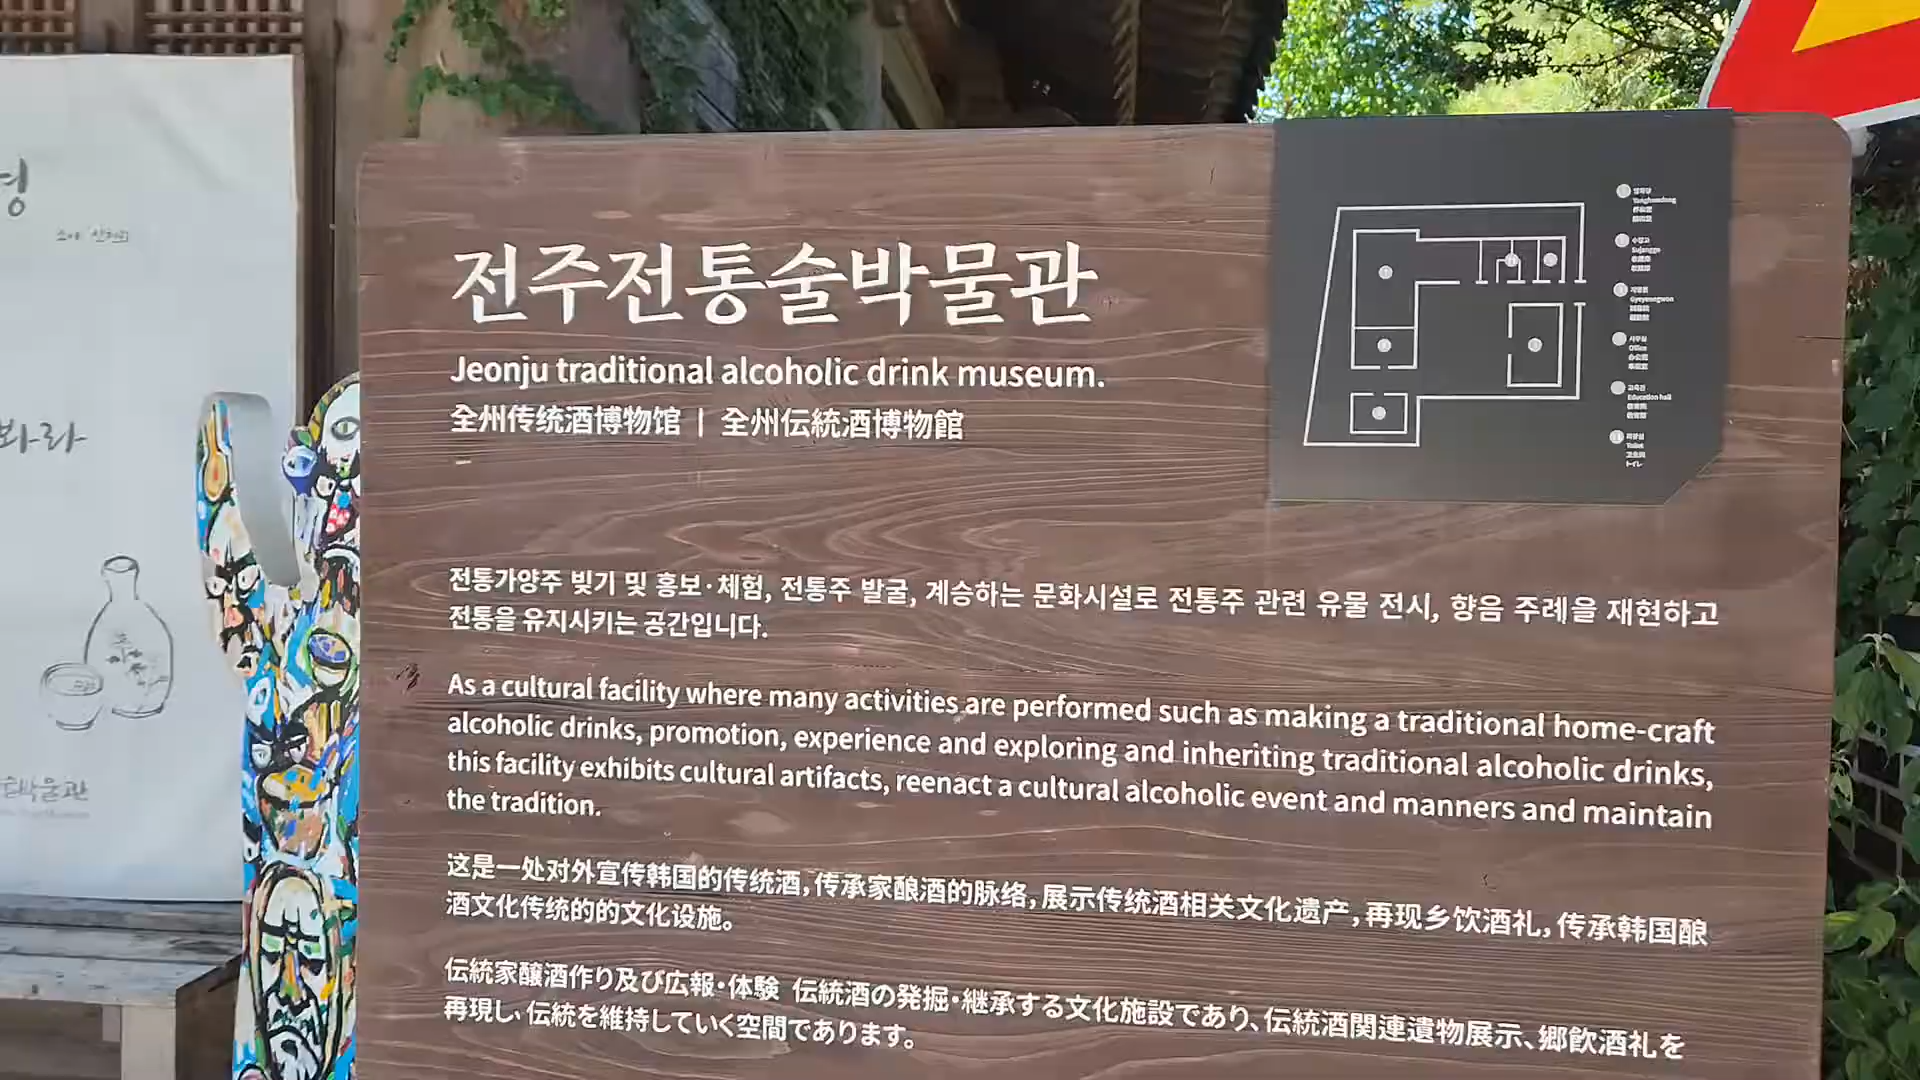 전주전통술박물관
Jeonju traditional alcoholic drink museum.
全州传统酒博物馆 | 全州伝統酒博物館
Office
Education hall
Toilet
トイレ
전통가양주 빚기 및 홍보·체험, 전통주 발굴, 계승하는 문화시설로 전통주 관련 유물 전시, 향음 주례을 재현하고
전통을 유지시키는 공간입니다.
As a cultural facility where many activities are performed such as making a traditional home-craft
alcoholic drinks, promotion, experience and exploring and inheriting traditional alcoholic drinks,
this facility exhibits cultural artifacts, reenact a cultural alcoholic event and manners and maintain
the tradition.
这是一处对外宣传韩国的传统酒，传承家酿酒的脉络，展示传统酒相关文化遗产，再现乡饮酒礼，传承韩国酿
酒文化传统的的文化设施。
伝統家醸酒作り及び広報・体験 伝統酒の発掘・継承する文化施設であり、伝統酒関連遺物展示、郷飲酒礼を
再現し、伝統を維持していく空間であります。